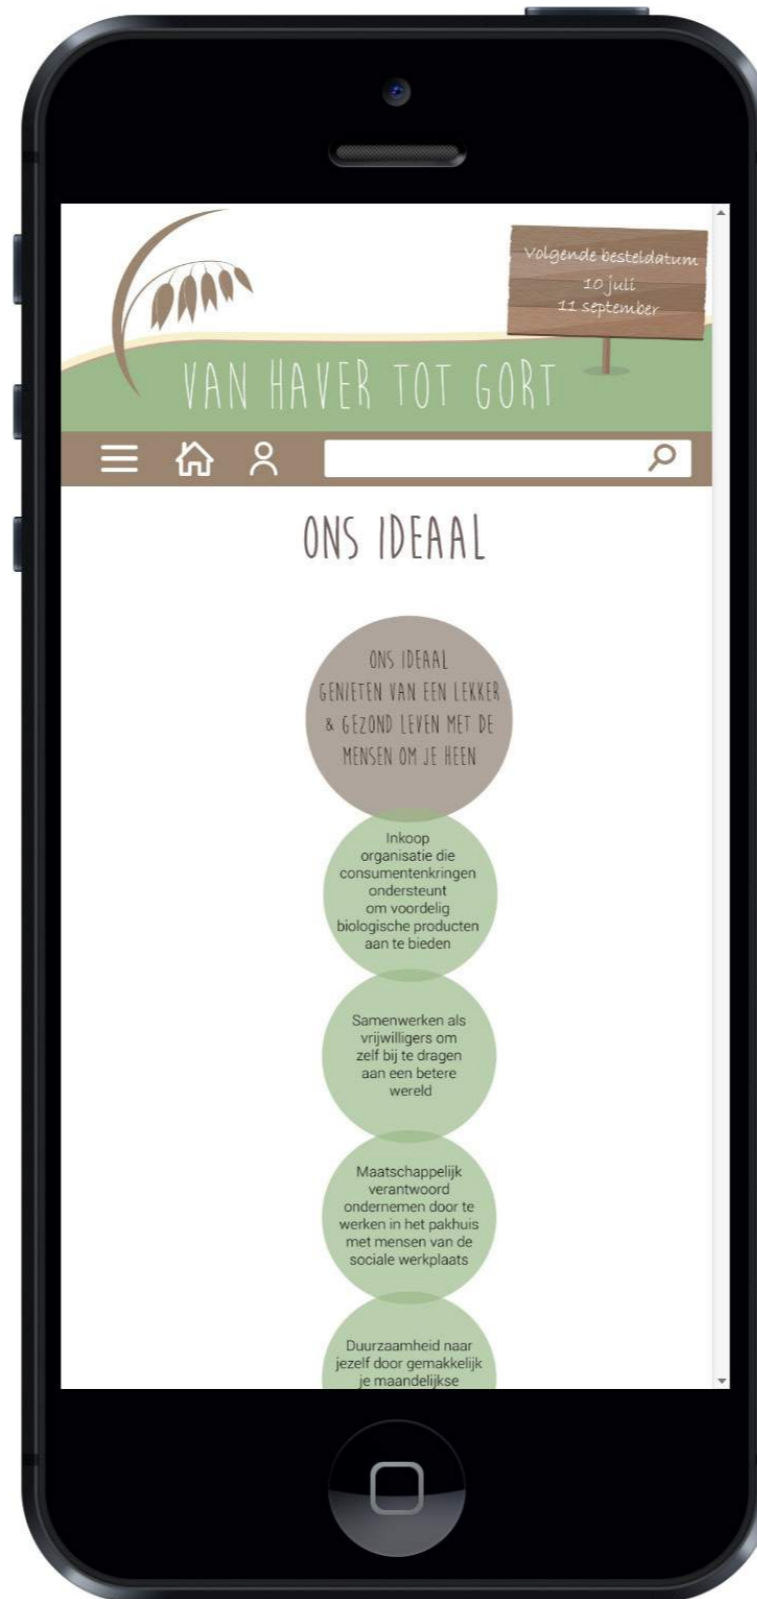 Volgende besteldatum
10 juli
11 september
VAN HAVER TOT GORT
ONS IDEAAL
ONS IDEAAL
GENIETEN VAN EEN LEKKER
& GEZOND LEVEN MET DE
MENSEN OM JE HEEN
Inkoop
organisatie die
consumentenkringen
ondersteunt
om voordelig
biologische producten
aan te bieden
Samenwerken als
vrijwilligers om
zelf bij te dragen
aan een betere
wereld
Maatschappelijk
verantwoord
ondernemen door te
werken in het pakhuis
met mensen van de
sociale werkplaats
Duurzaamheid naar
jezelf door gemakkelijk
je maandelijkse